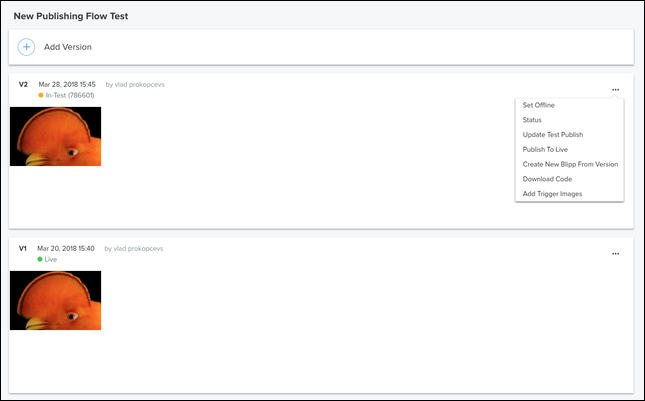 New Publishing Flow Test
Add Version
V2 Mar 28, 2018 15:45 by vlad prokopcevs
In-Test (786601)
Set Offline
Status
Update Test Publish
Publish To Live
Create New Blipp From Version
Download Code
Add Trigger Images
V1 Mar 20, 2018 15:40 by vlad prokopcevs
Live